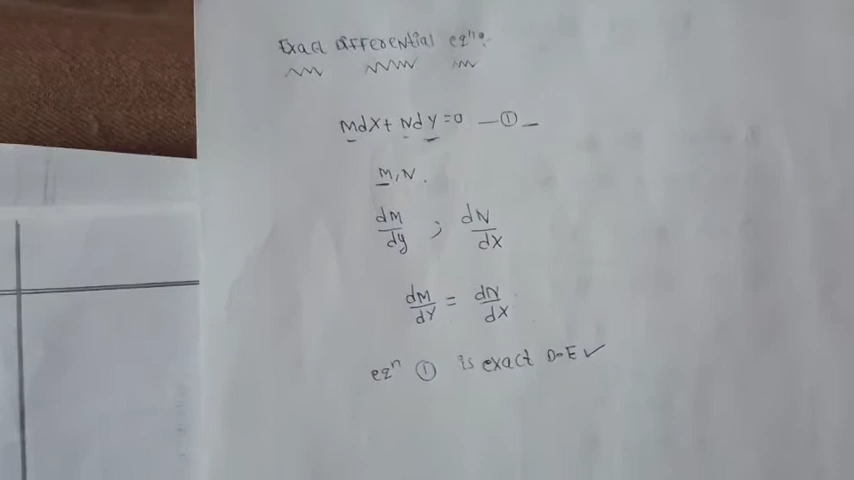 Exact Differential eqⁿ:
Mdx + Ndy = 0 — ① —
M, N.
dM/dy ; dN/dx
dM/dy = dN/dx
eqⁿ ① is exact D.E ✓